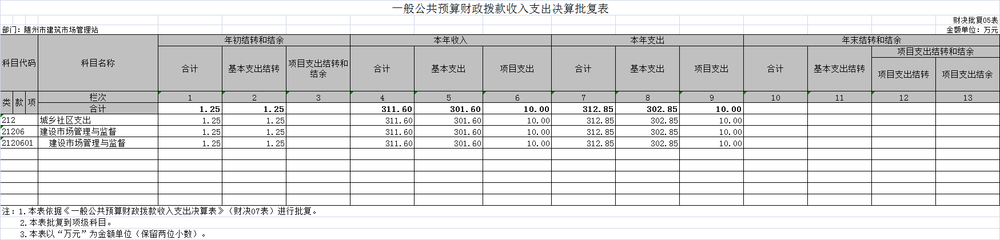 一般公共预算财政拨款收入支出决算批复表
财决批复05表
部门：随州市建筑市场管理站 金额单位：万元
科目代码 科目名称 年初结转和结余 本年收入 本年支出 年末结转和结余
合计 基本支出结转 项目支出结转和结余 合计 基本支出 项目支出 合计 基本支出 项目支出 合计 基本支出结转 项目支出结转和结余
项目支出结转 项目支出结余
类 款 项 栏次 1 2 3 4 5 6 7 8 9 10 11 12 13
合计 1.25 1.25 311.60 301.60 10.00 312.85 302.85 10.00
212 城乡社区支出 1.25 1.25 311.60 301.60 10.00 312.85 302.85 10.00
21206 建设市场管理与监督 1.25 1.25 311.60 301.60 10.00 312.85 302.85 10.00
2120601 建设市场管理与监督 1.25 1.25 311.60 301.60 10.00 312.85 302.85 10.00
注：1.本表依据《一般公共预算财政拨款收入支出决算表》（财决07表）进行批复。
2.本表批复到项级科目。
3.本表以“万元”为金额单位（保留两位小数）。